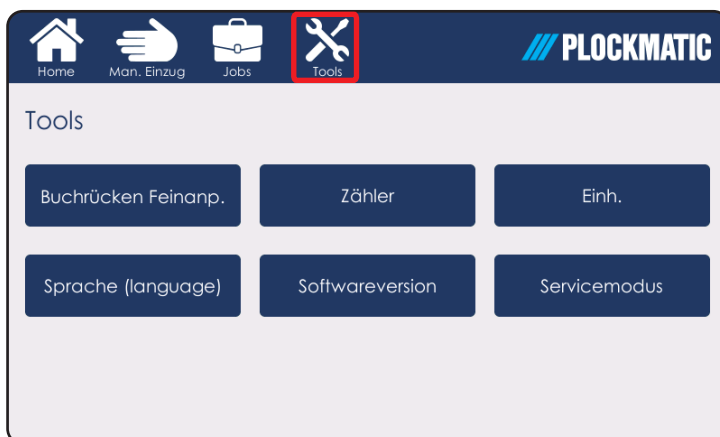 Home Man. Einzug Jobs Tools PLOCKMATIC
Tools
Buchrücken Feinanp. Zähler Einh.
Sprache (language) Softwareversion Servicemodus